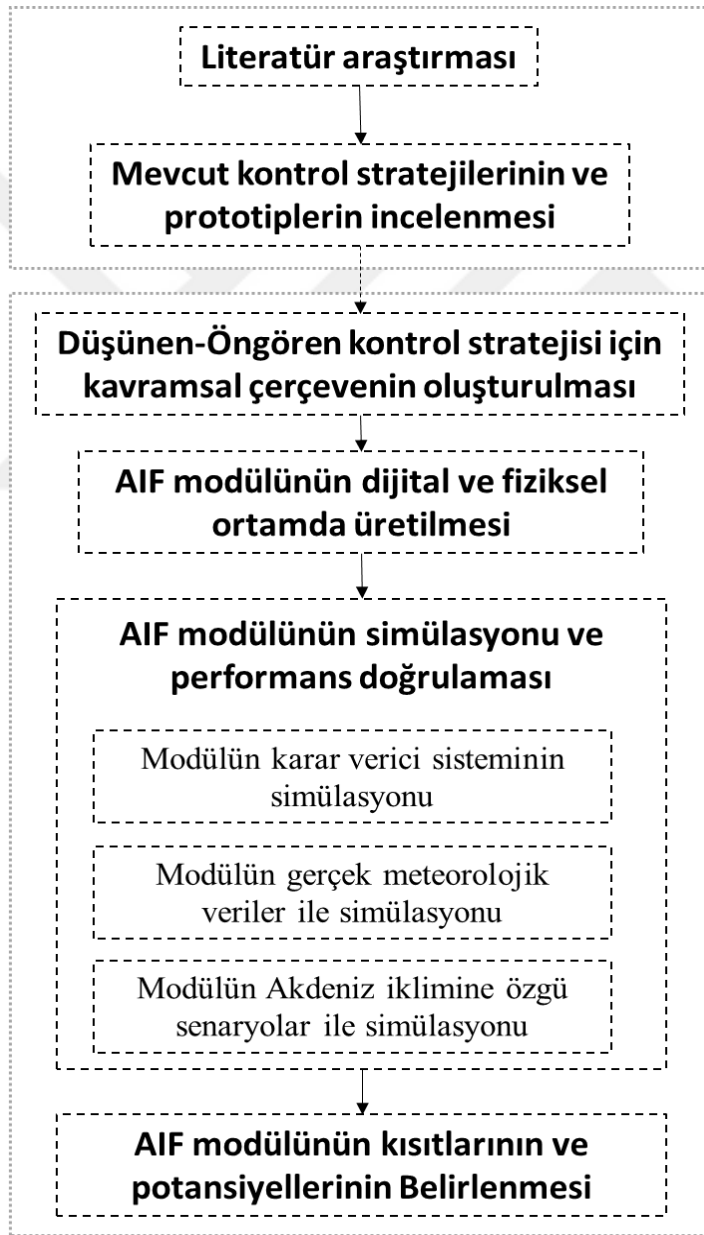 Literatür araştırması
Mevcut kontrol stratejilerinin ve
prototiplerin incelenmesi
Düşünen-Öngören kontrol stratejisi için
kavramsal çerçevenin oluşturulması
AIF modülünün dijital ve fiziksel
ortamda üretilmesi
AIF modülünün simülasyonu ve
performans doğrulaması
Modülün karar verici sisteminin
simülasyonu
Modülün gerçek meteorolojik
veriler ile simülasyonu
Modülün Akdeniz iklimine özgü
senaryolar ile simülasyonu
AIF modülünün kısıtlarının ve
potansiyellerinin Belirlenmesi